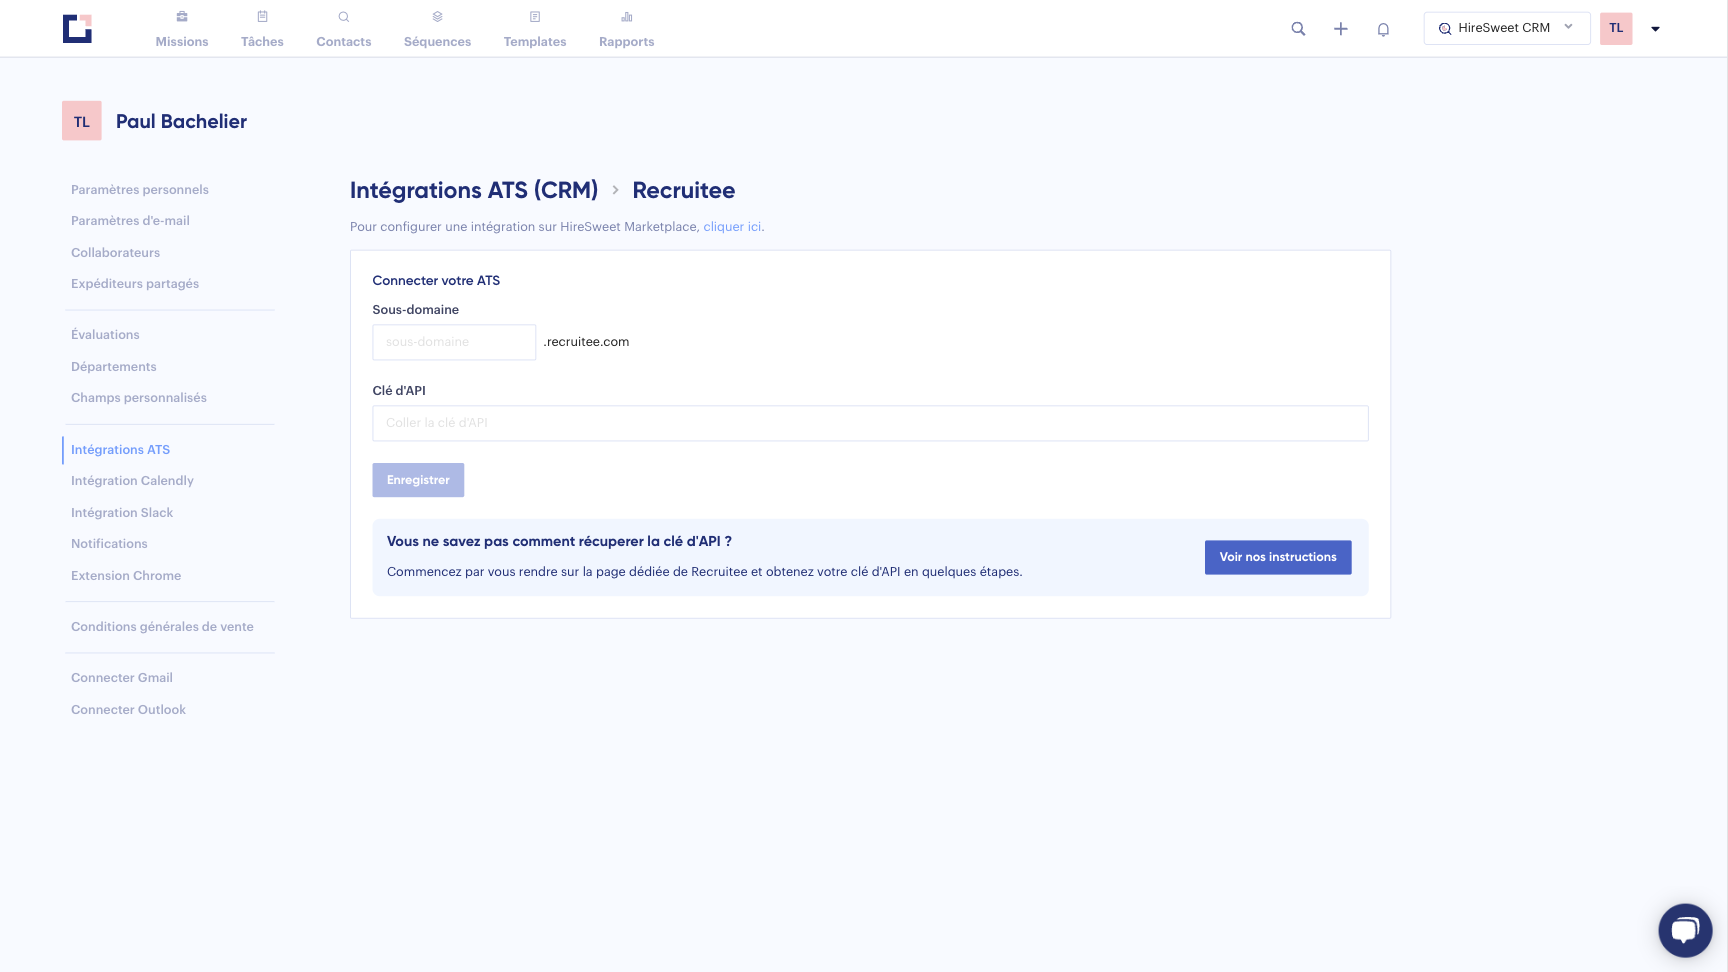 Missions
Tâches
Contacts
Séquences
Templates
Rapports
HireSweet CRM
TL
TL
Paul Bachelier
Paramètres personnels
Paramètres d'e-mail
Collaborateurs
Expéditeurs partagés
Évaluations
Départements
Champs personnalisés
Intégrations ATS
Intégration Calendly
Intégration Slack
Notifications
Extension Chrome
Conditions générales de vente
Connecter Gmail
Connecter Outlook
Intégrations ATS (CRM) > Recruitee
Pour configurer une intégration sur HireSweet Marketplace, cliquer ici.
Connecter votre ATS
Sous-domaine
sous-domaine .recruitee.com
Clé d'API
Coller la clé d'API
Enregistrer
Vous ne savez pas comment récuperer la clé d'API ?
Commencez par vous rendre sur la page dédiée de Recruitee et obtenez votre clé d'API en quelques étapes.
Voir nos instructions